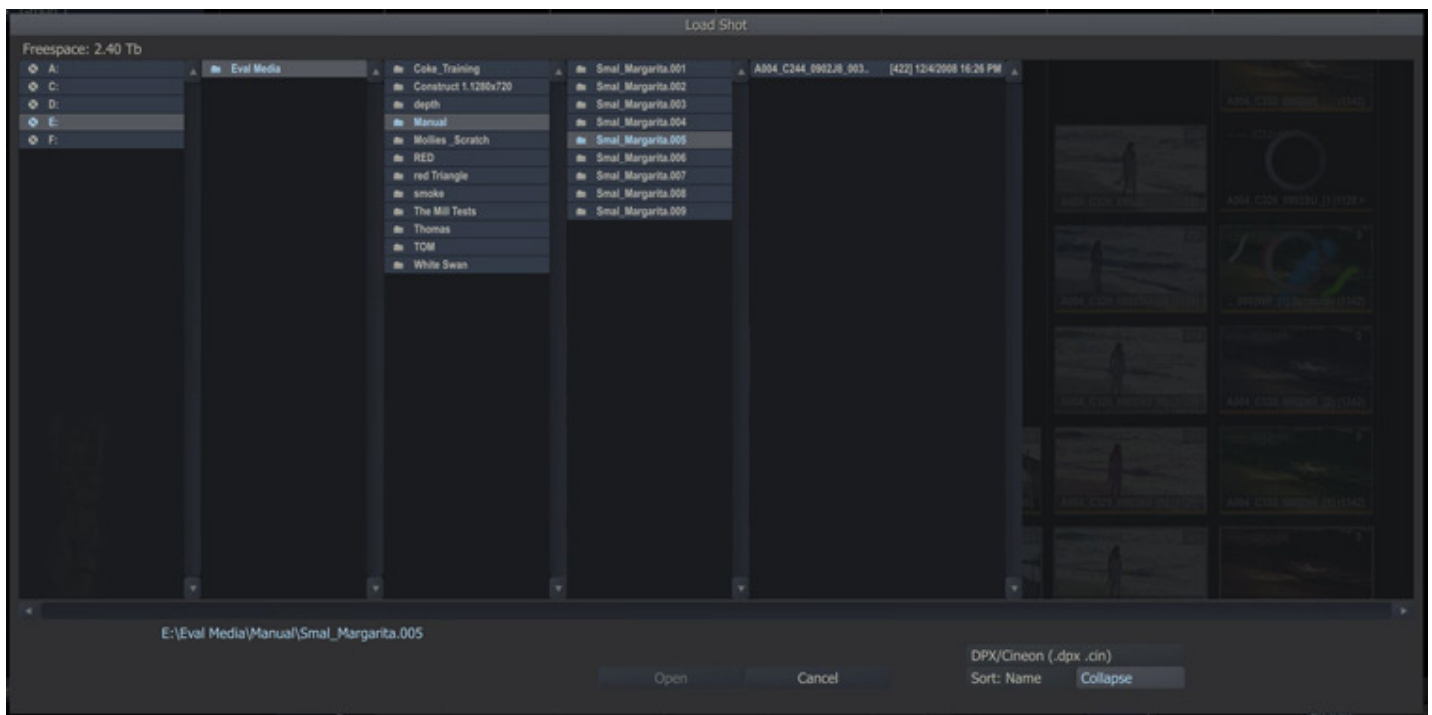 Load Shot
Freespace: 2.40 Tb
A:
C:
D:
E:
F:
Eval Media
Coke_Training
Construct 1.1280x720
depth
Manual
Mollies _Scratch
RED
red Triangle
smoke
The Mill Tests
Thomas
TOM
White Swan
Smal_Margarita.001
Smal_Margarita.002
Smal_Margarita.003
Smal_Margarita.004
Smal_Margarita.005
Smal_Margarita.006
Smal_Margarita.007
Smal_Margarita.008
Smal_Margarita.009
A004_C244_0902J8_003.. [422] 12/4/2008 16:26 PM
E:\Eval Media\Manual\Smal_Margarita.005
DPX/Cineon (.dpx .cin)
Open
Cancel
Sort: Name
Collapse